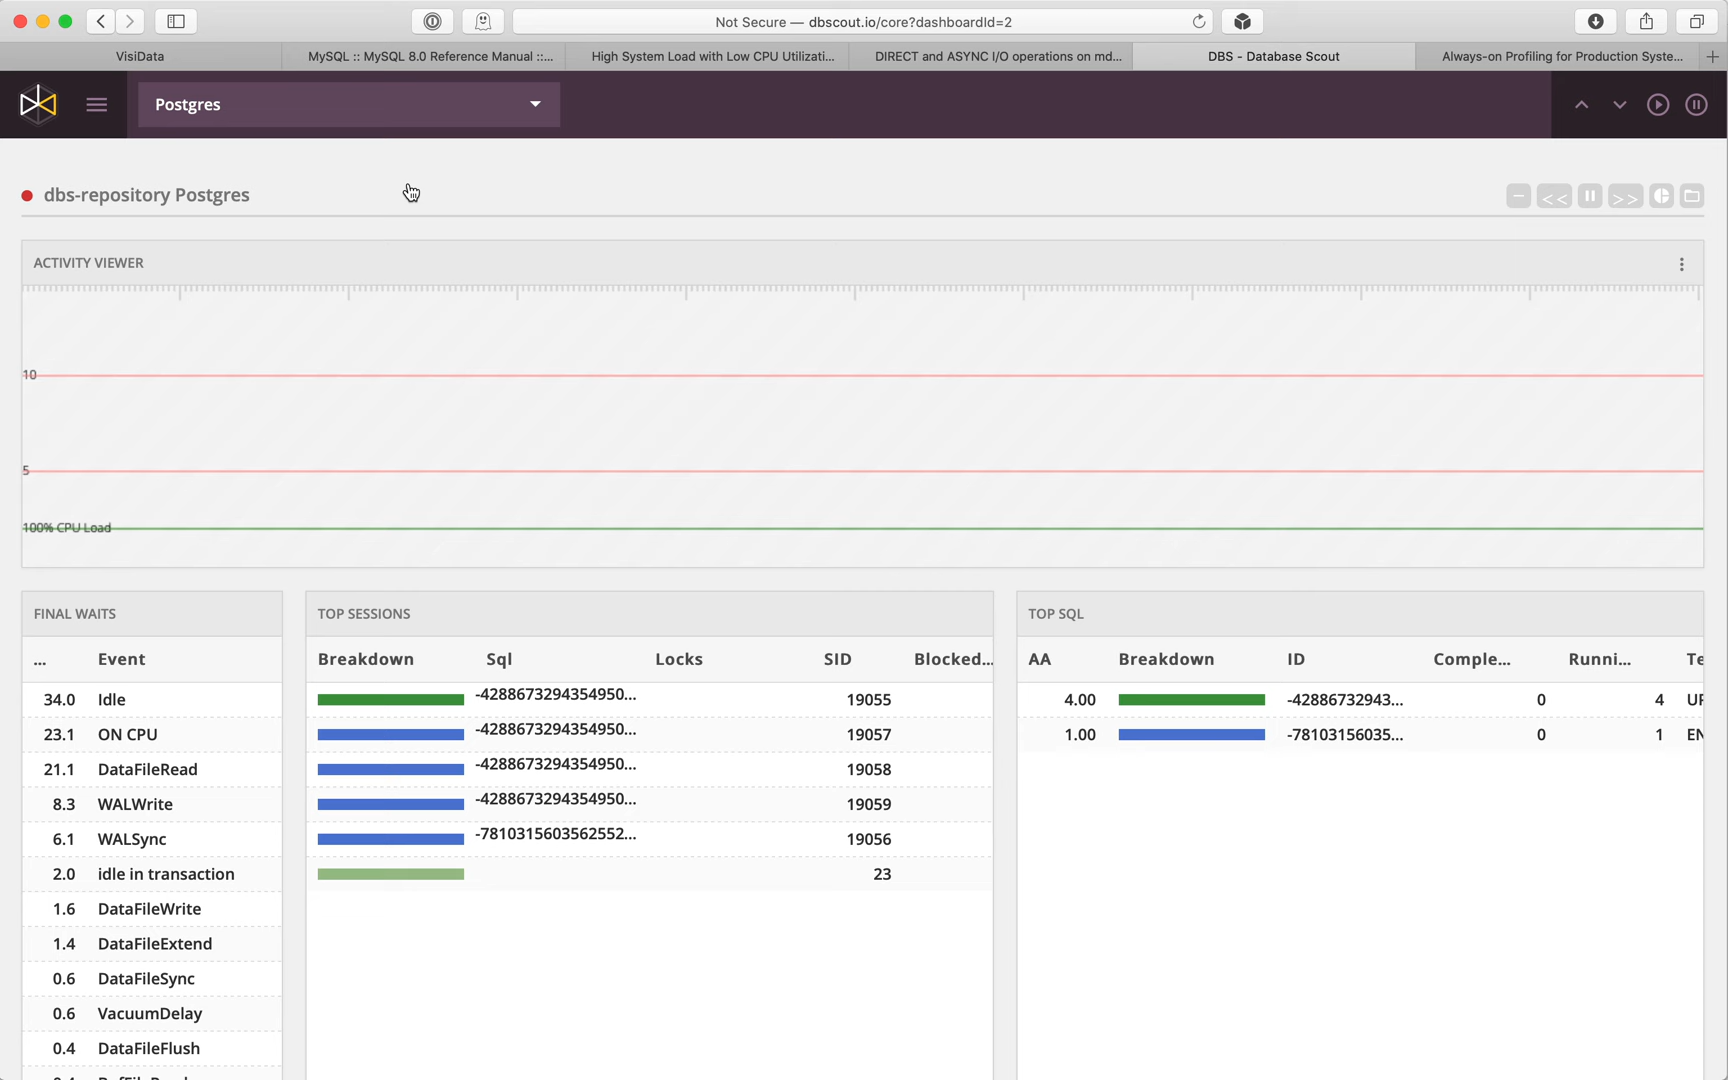 Not Secure — dbscout.io/core?dashboardId=2
VisiData
MySQL :: MySQL 8.0 Reference Manual ::...
High System Load with Low CPU Utilizati...
DIRECT and ASYNC I/O operations on md...
DBS - Database Scout
Always-on Profiling for Production Syste...
Postgres
dbs-repository Postgres
<<
>>
ACTIVITY VIEWER
10
5
100% CPU Load
FINAL WAITS
... Event
34.0 Idle
23.1 ON CPU
21.1 DataFileRead
8.3 WALWrite
6.1 WALSync
2.0 idle in transaction
1.6 DataFileWrite
1.4 DataFileExtend
0.6 DataFileSync
0.6 VacuumDelay
0.4 DataFileFlush
TOP SESSIONS
Breakdown Sql Locks SID Blocked...
-4288673294354950... 19055
-4288673294354950... 19057
-4288673294354950... 19058
-4288673294354950... 19059
-7810315603562552... 19056
23
TOP SQL
AA Breakdown ID Comple... Runni... Te
4.00 -42886732943... 0 4 UF
1.00 -78103156035... 0 1 EN